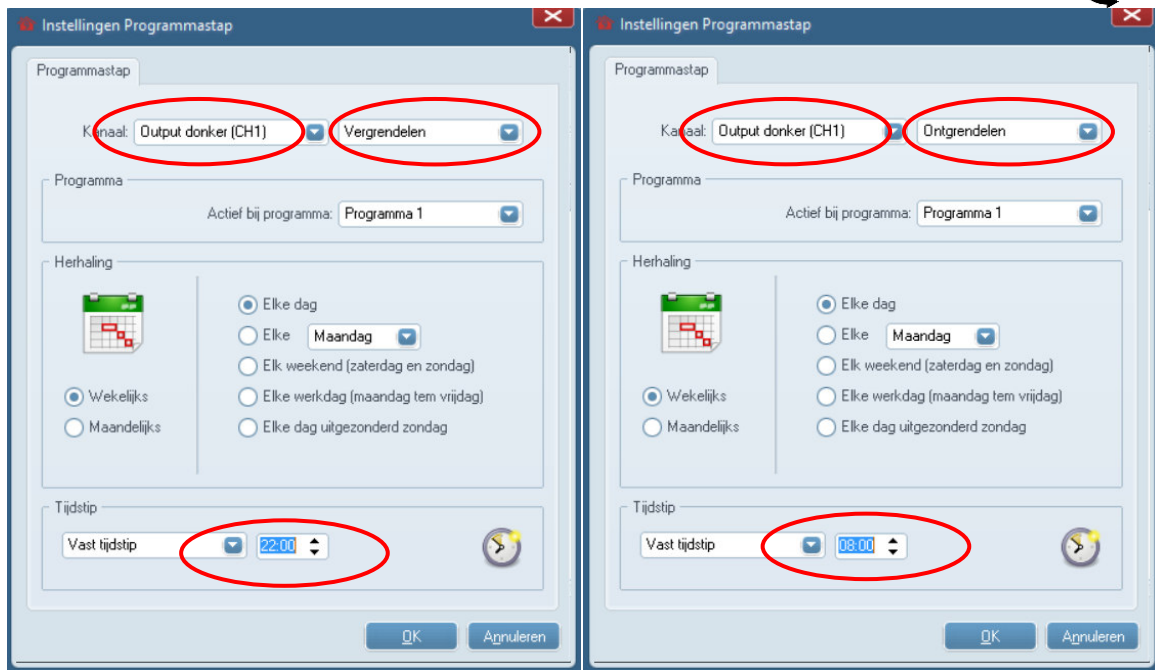 Instellingen Programmastap
Programmastap
Kanaal: Output donker (CH1) Vergrendelen
Programma
Actief bij programma: Programma 1
Herhaling
Elke dag
Elke Maandag
Elk weekend (zaterdag en zondag)
Wekelijks Elke werkdag (maandag tem vrijdag)
Maandelijks Elke dag uitgezonderd zondag
Tijdstip
Vast tijdstip 22:00
OK Annuleren
Instellingen Programmastap
Programmastap
Kanaal: Output donker (CH1) Ontgrendelen
Programma
Actief bij programma: Programma 1
Herhaling
Elke dag
Elke Maandag
Elk weekend (zaterdag en zondag)
Wekelijks Elke werkdag (maandag tem vrijdag)
Maandelijks Elke dag uitgezonderd zondag
Tijdstip
Vast tijdstip 08:00
OK Annuleren